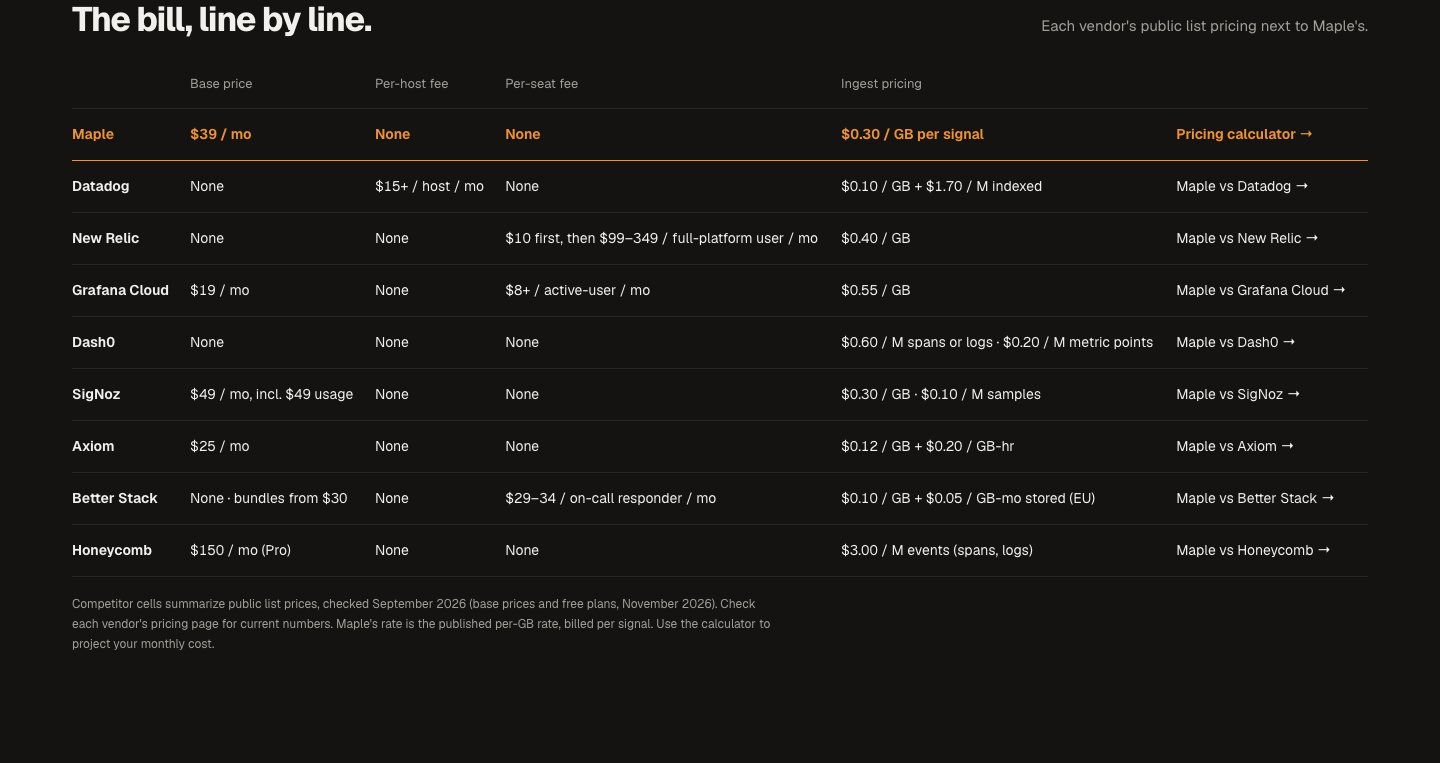 The bill, line by line.
Each vendor's public list pricing next to Maple's.
Base price Per-host fee Per-seat fee Ingest pricing
Maple $39 / mo None None $0.30 / GB per signal Pricing calculator →
Datadog None $15+ / host / mo None $0.10 / GB + $1.70 / M indexed Maple vs Datadog →
New Relic None None $10 first, then $99–349 / full-platform user / mo $0.40 / GB Maple vs New Relic →
Grafana Cloud $19 / mo None $8+ / active-user / mo $0.55 / GB Maple vs Grafana Cloud →
Dash0 None None None $0.60 / M spans or logs · $0.20 / M metric points Maple vs Dash0 →
SigNoz $49 / mo, incl. $49 usage None None $0.30 / GB · $0.10 / M samples Maple vs SigNoz →
Axiom $25 / mo None None $0.12 / GB + $0.20 / GB-hr Maple vs Axiom →
Better Stack None · bundles from $30 None $29–34 / on-call responder / mo $0.10 / GB + $0.05 / GB-mo stored (EU) Maple vs Better Stack →
Honeycomb $150 / mo (Pro) None None $3.00 / M events (spans, logs) Maple vs Honeycomb →
Competitor cells summarize public list prices, checked September 2026 (base prices and free plans, November 2026). Check
each vendor's pricing page for current numbers. Maple's rate is the published per-GB rate, billed per signal. Use the calculator to
project your monthly cost.